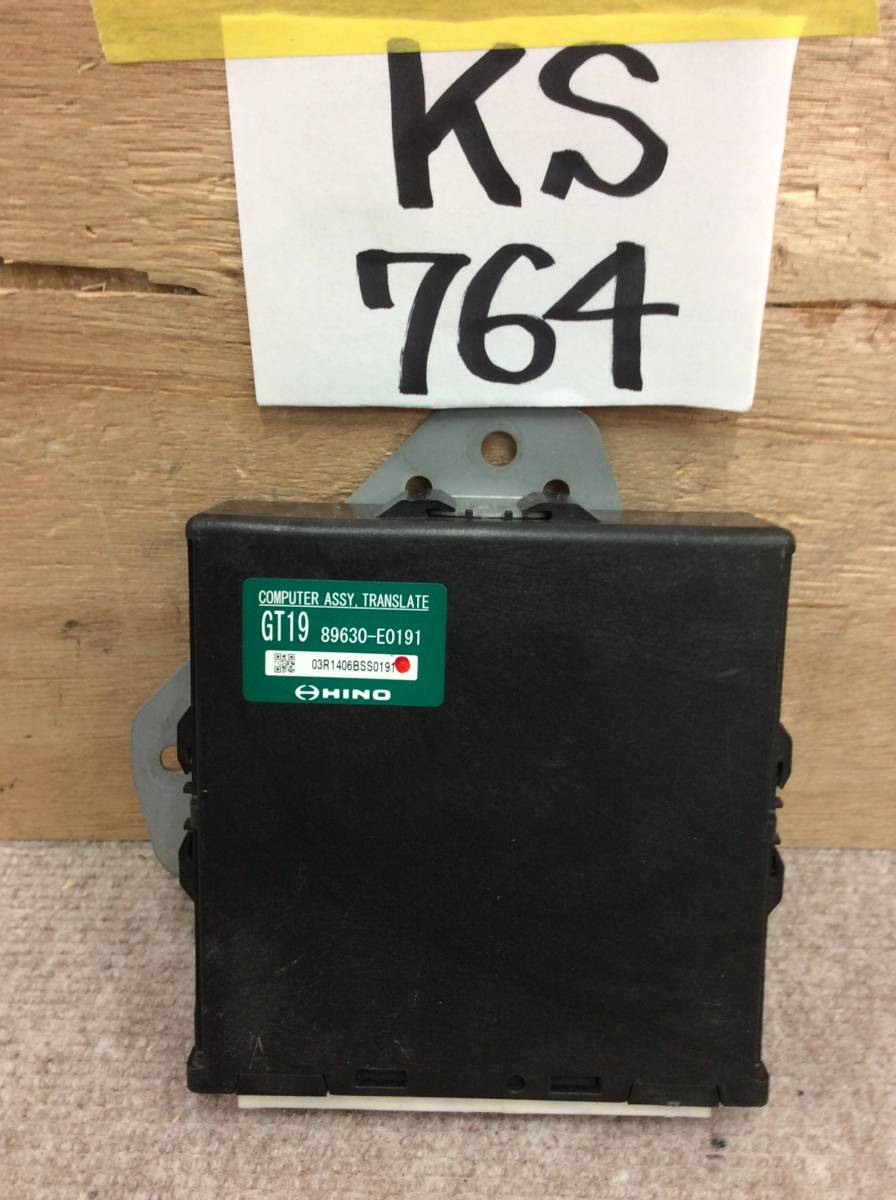 KS
764
COMPUTER ASSY, TRANSLATE
GT19 89630-E0191
03R1406BSS0191
HINO